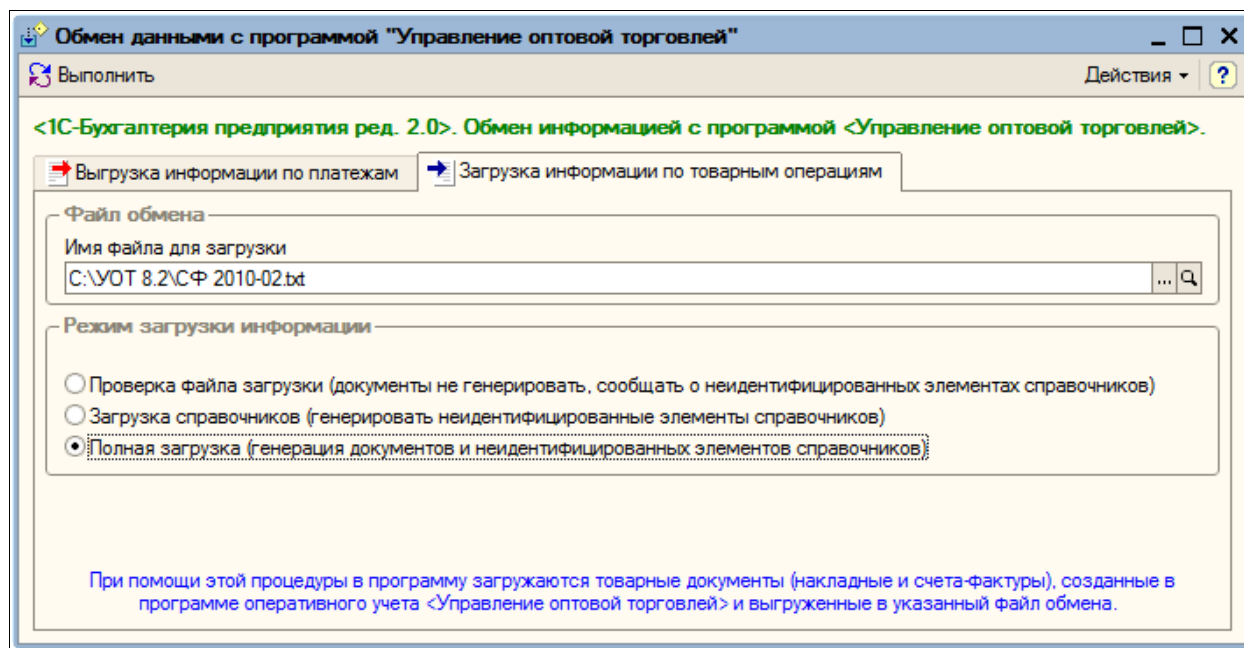 Обмен данными с программой "Управление оптовой торговлей"
Выполнить
Действия
?
<1С-Бухгалтерия предприятия ред. 2.0>. Обмен информацией с программой <Управление оптовой торговлей>.
Выгрузка информации по платежам
Загрузка информации по товарным операциям
Файл обмена
Имя файла для загрузки
C:\УОТ 8.2\СФ 2010-02.txt
...
Режим загрузки информации
Проверка файла загрузки (документы не генерировать, сообщать о неидентифицированных элементах справочников)
Загрузка справочников (генерировать неидентифицированные элементы справочников)
Полная загрузка (генерация документов и неидентифицированных элементов справочников)
При помощи этой процедуры в программу загружаются товарные документы (накладные и счета-фактуры), созданные в
программе оперативного учета <Управление оптовой торговлей> и выгруженные в указанный файл обмена.